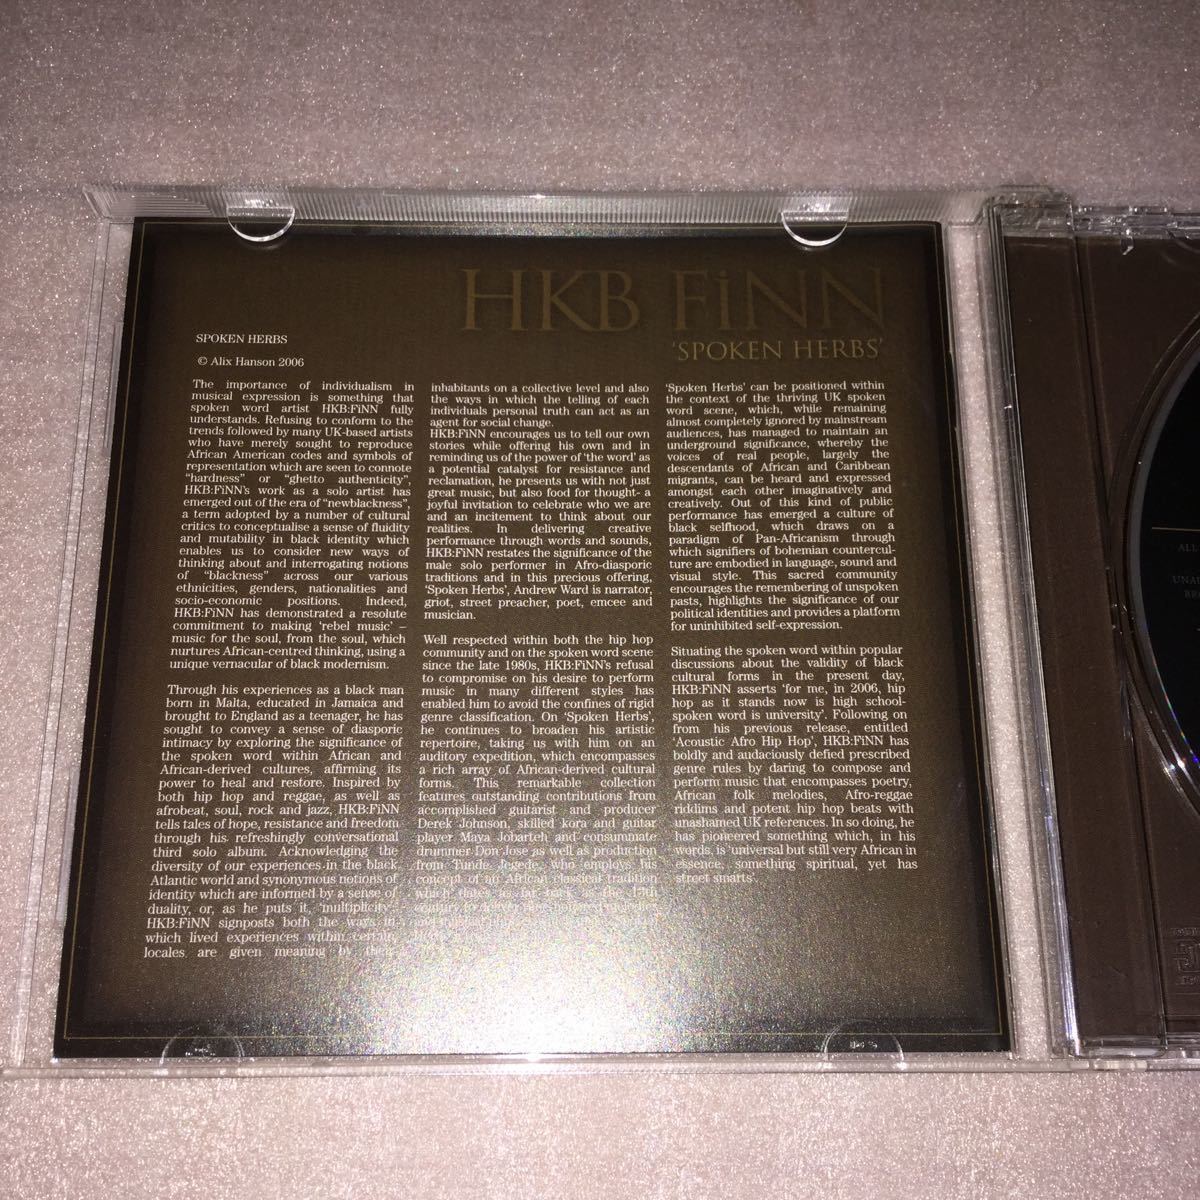 HKB FiNN
'SPOKEN HERBS'
SPOKEN HERBS
© Alix Hanson 2006
The importance of individualism in
musical expression is something that
spoken word artist HKB:FiNN fully
understands. Refusing to conform to the
trends followed by many UK-based artists
who have merely sought to reproduce
African American codes and symbols of
representation which are seen to connote
"hardness" or "ghetto authenticity",
HKB:FiNN's work as a solo artist has
emerged out of the era of "newblackness",
a term adopted by a number of cultural
critics to conceptualise a sense of fluidity
and mutability in black identity which
enables us to consider new ways of
thinking about and interrogating notions
of "blackness" across our various
ethnicities, genders, nationalities and
socio-economic positions. Indeed,
HKB:FiNN has demonstrated a resolute
commitment to making 'rebel music' –
music for the soul, from the soul, which
nurtures African-centred thinking, using a
unique vernacular of black modernism.
Through his experiences as a black man
born in Malta, educated in Jamaica and
brought to England as a teenager, he has
sought to convey a sense of diasporic
intimacy by exploring the significance of
the spoken word within African and
African-derived cultures, affirming its
power to heal and restore. Inspired by
both hip hop and reggae, as well as
afrobeat, soul, rock and jazz, HKB:FiNN
tells tales of hope, resistance and freedom
through his refreshingly conversational
third solo album. Acknowledging the
diversity of our experiences in the black
Atlantic world and synonymous notions of
identity which are informed by a sense of
duality, or, as he puts it, 'multiplicity',
HKB:FiNN signposts both the ways in
which lived experiences within certain
locales are given meaning by their
inhabitants on a collective level and also
the ways in which the telling of each
individuals personal truth can act as an
agent for social change.
HKB:FiNN encourages us to tell our own
stories while offering his own and in
reminding us of the power of 'the word' as
a potential catalyst for resistance and
reclamation, he presents us with not just
great music, but also food for thought- a
joyful invitation to celebrate who we are
and an incitement to think about our
realities. In delivering creative
performance through words and sounds,
HKB:FiNN restates the significance of the
male solo performer in Afro-diasporic
traditions and in this precious offering,
'Spoken Herbs', Andrew Ward is narrator,
griot, street preacher, poet, emcee and
musician.
Well respected within both the hip hop
community and on the spoken word scene
since the late 1980s, HKB:FiNN's refusal
to compromise on his desire to perform
music in many different styles has
enabled him to avoid the confines of rigid
genre classification. On 'Spoken Herbs',
he continues to broaden his artistic
repertoire, taking us with him on an
auditory expedition, which encompasses
a rich array of African-derived cultural
forms. This remarkable collection
features outstanding contributions from
accomplished guitarist and producer
Derek Johnson, skilled kora and guitar
player Maya Jobarteh and consummate
drummer Don Jose as well as production
from Tunde Jegede, who employs his
concept of an African classical tradition
which dates as far back as the 13th
century to deliver
'Spoken Herbs' can be positioned within
the context of the thriving UK spoken
word scene, which, while remaining
almost completely ignored by mainstream
audiences, has managed to maintain an
underground significance, whereby the
voices of real people, largely the
descendants of African and Caribbean
migrants, can be heard and expressed
amongst each other imaginatively and
creatively. Out of this kind of public
performance has emerged a culture of
black selfhood, which draws on a
paradigm of Pan-Africanism through
which signifiers of bohemian countercul-
ture are embodied in language, sound and
visual style. This sacred community
encourages the remembering of unspoken
pasts, highlights the significance of our
political identities and provides a platform
for uninhibited self-expression.
Situating the spoken word within popular
discussions about the validity of black
cultural forms in the present day,
HKB:FiNN asserts 'for me, in 2006, hip
hop as it stands now is high school-
spoken word is university'. Following on
from his previous release, entitled
'Acoustic Afro Hip Hop', HKB:FiNN has
boldly and audaciously defied prescribed
genre rules by daring to compose and
perform music that encompasses poetry,
African folk melodies, Afro-reggae
riddims and potent hip hop beats with
unashamed UK references. In so doing, he
has pioneered something which, in his
words, is 'universal but still very African in
essence, something spiritual, yet has
street smarts'.
ALL